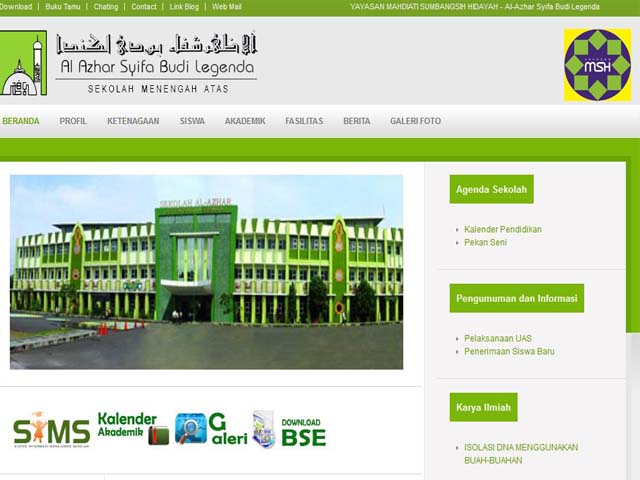 Download | Buku Tamu | Chating | Contact | Link Blog | Web Mail
YAYASAN MAHDIATI SUMBANGSIH HIDAYAH - Al-Azhar Syifa Budi Legenda
Al Azhar Syifa Budi Legenda
SEKOLAH MENENGAH ATAS
MSH
BERANDA PROFIL KETENAGAAN SISWA AKADEMIK FASILITAS BERITA GALERI FOTO
SEKOLAH AL-AZHAR
Agenda Sekolah
Kalender Pendidikan
Pekan Seni
Pengumuman dan Informasi
Pelaksanaan UAS
Penerimaan Siswa Baru
Karya Ilmiah
ISOLASI DNA MENGGUNAKAN
BUAH-BUAHAN
SIMS
Kalender
Akademik
Galeri
DOWNLOAD
BSE